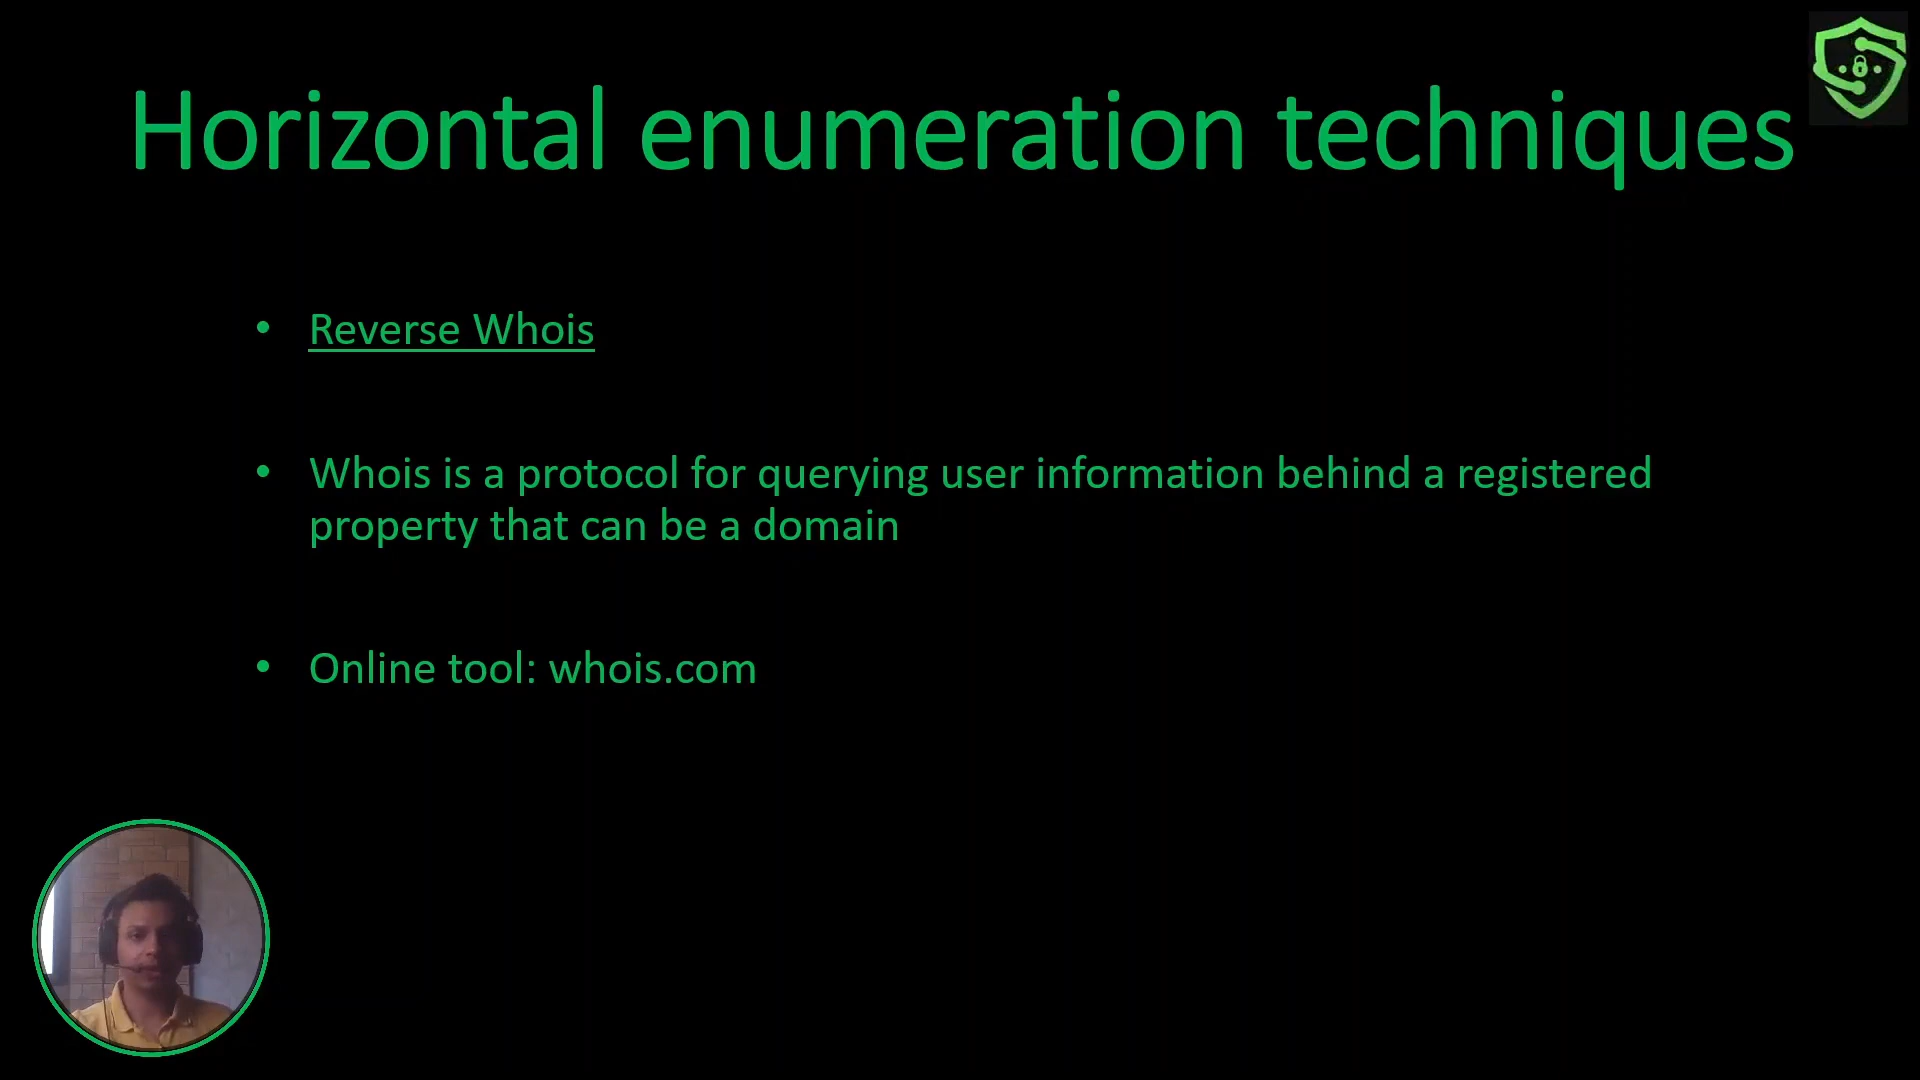 Horizontal enumeration techniques
• Reverse Whois
• Whois is a protocol for querying user information behind a registered
property that can be a domain
• Online tool: whois.com